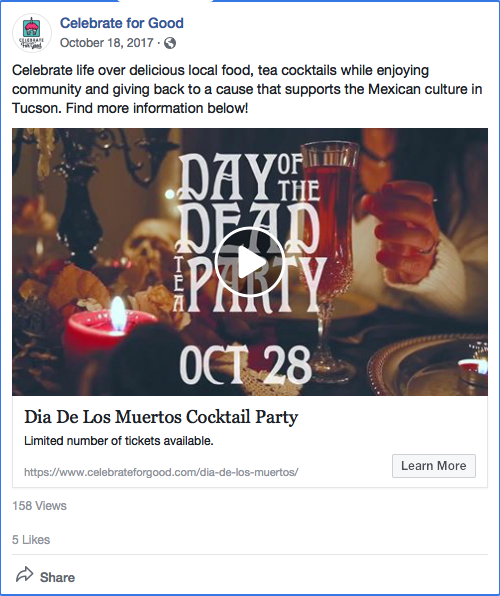 CELEBRATE
For Good
Celebrate for Good
October 18, 2017 ·
Celebrate life over delicious local food, tea cocktails while enjoying
community and giving back to a cause that supports the Mexican culture in
Tucson. Find more information below!
DAY OF THE
DEAD
TEA PARTY
OCT 28
Dia De Los Muertos Cocktail Party
Limited number of tickets available.
https://www.celebrateforgood.com/dia-de-los-muertos/
Learn More
158 Views
5 Likes
Share